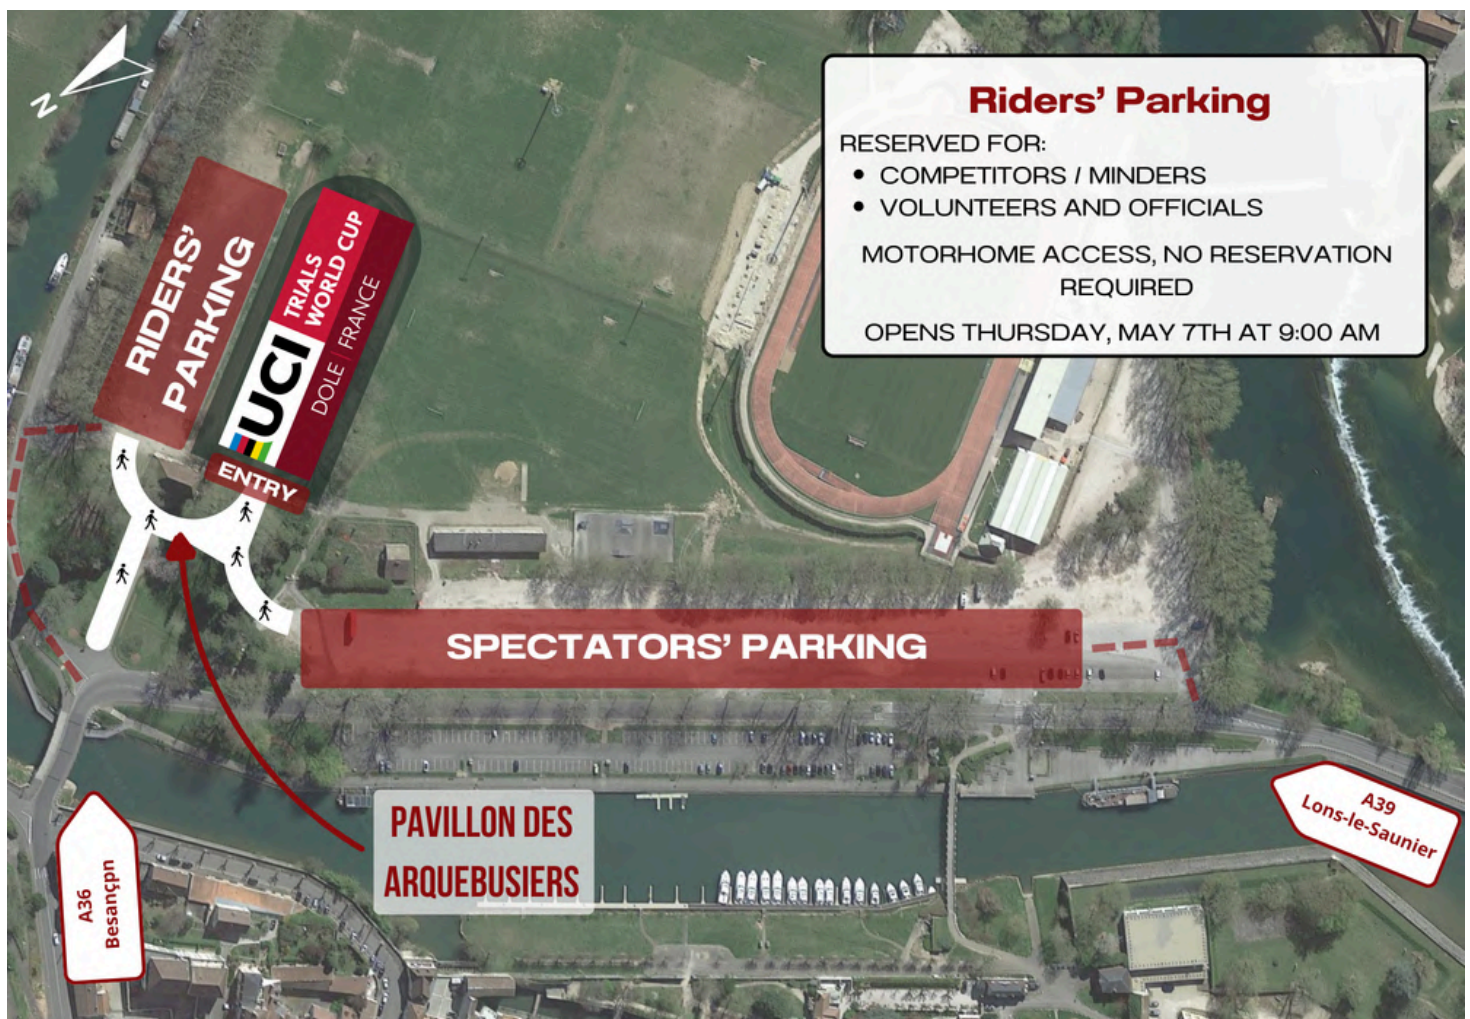 N
Riders' Parking
RESERVED FOR:
• COMPETITORS / MINDERS
• VOLUNTEERS AND OFFICIALS
MOTORHOME ACCESS, NO RESERVATION
REQUIRED
OPENS THURSDAY, MAY 7TH AT 9:00 AM
RIDERS'
PARKING
UCI
TRIALS
WORLD CUP
DOLE | FRANCE
ENTRY
SPECTATORS' PARKING
PAVILLON DES
ARQUEBUSIERS
A36
Besançpn
A39
Lons-le-Saunier